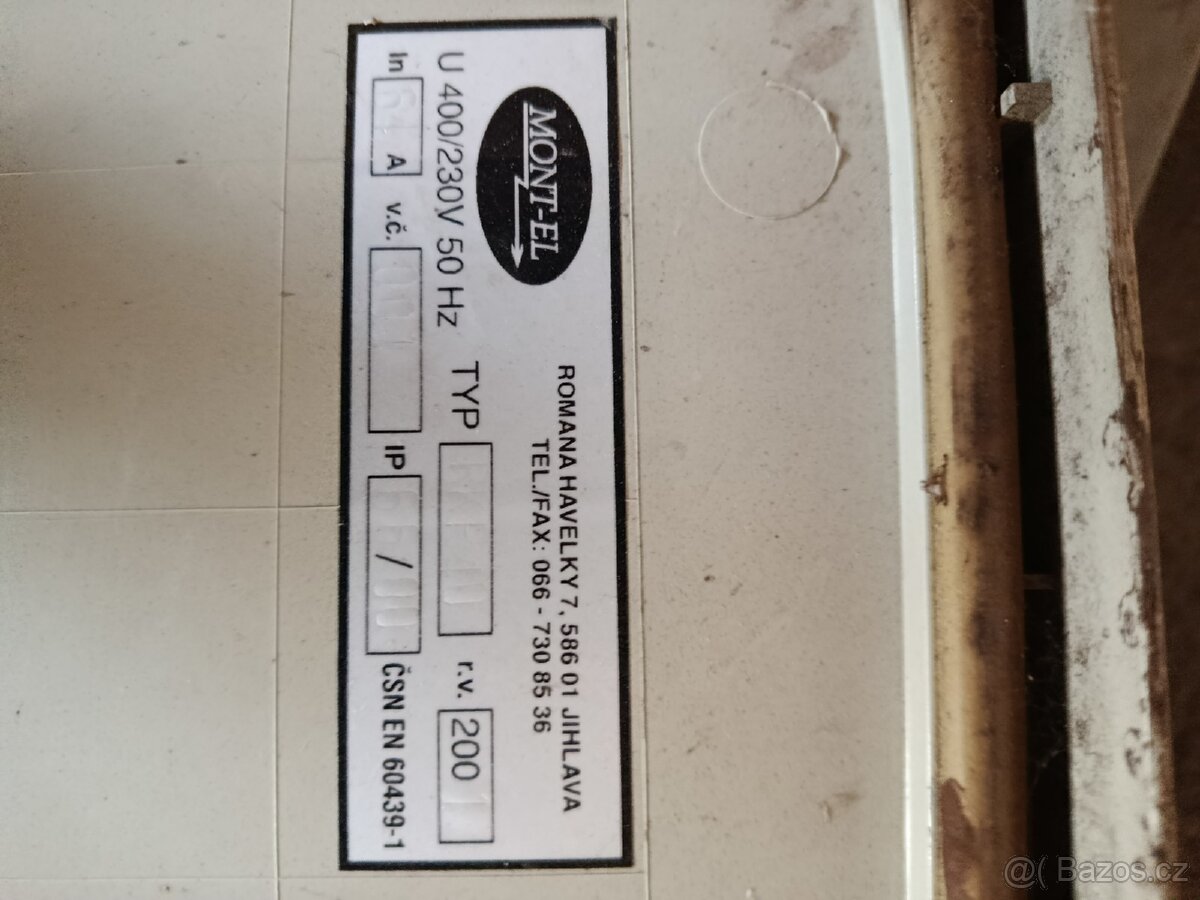 MONT-EL
ROMANA HAVELKY 7, 586 01 JIHLAVA
TEL./FAX: 066 - 730 85 36
U 400/230V 50 Hz TYP r.v. 200
In A v.č. IP / ČSN EN 60439-1
Bazos.cz